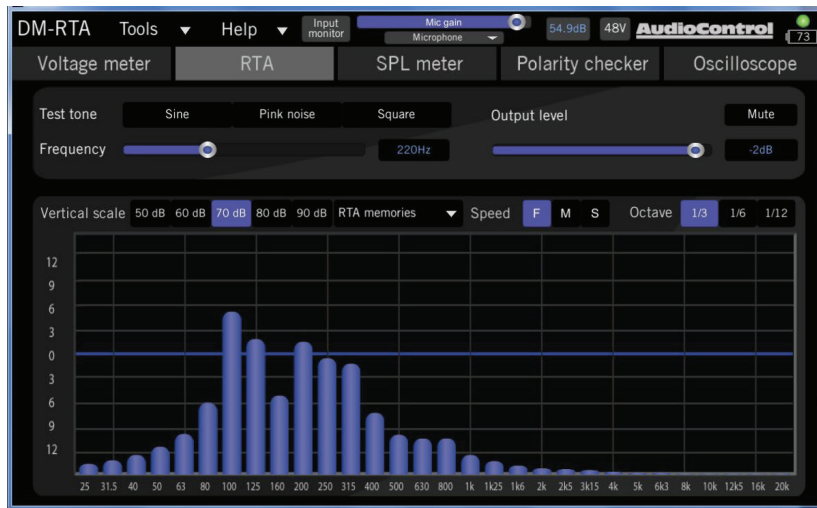 DM-RTA Tools Help Input monitor Mic gain 54.9dB 48V AudioControl 73
Microphone
Voltage meter RTA SPL meter Polarity checker Oscilloscope
Test tone Sine Pink noise Square Output level Mute
Frequency 220Hz -2dB
Vertical scale 50 dB 60 dB 70 dB 80 dB 90 dB RTA memories Speed F M S Octave 1/3 1/6 1/12
12
9
6
3
0
3
6
9
12
25 31.5 40 50 63 80 100 125 160 200 250 315 400 500 630 800 1k 1k25 1k6 2k 2k5 3k15 4k 5k 6k3 8k 10k 12k5 16k 20k